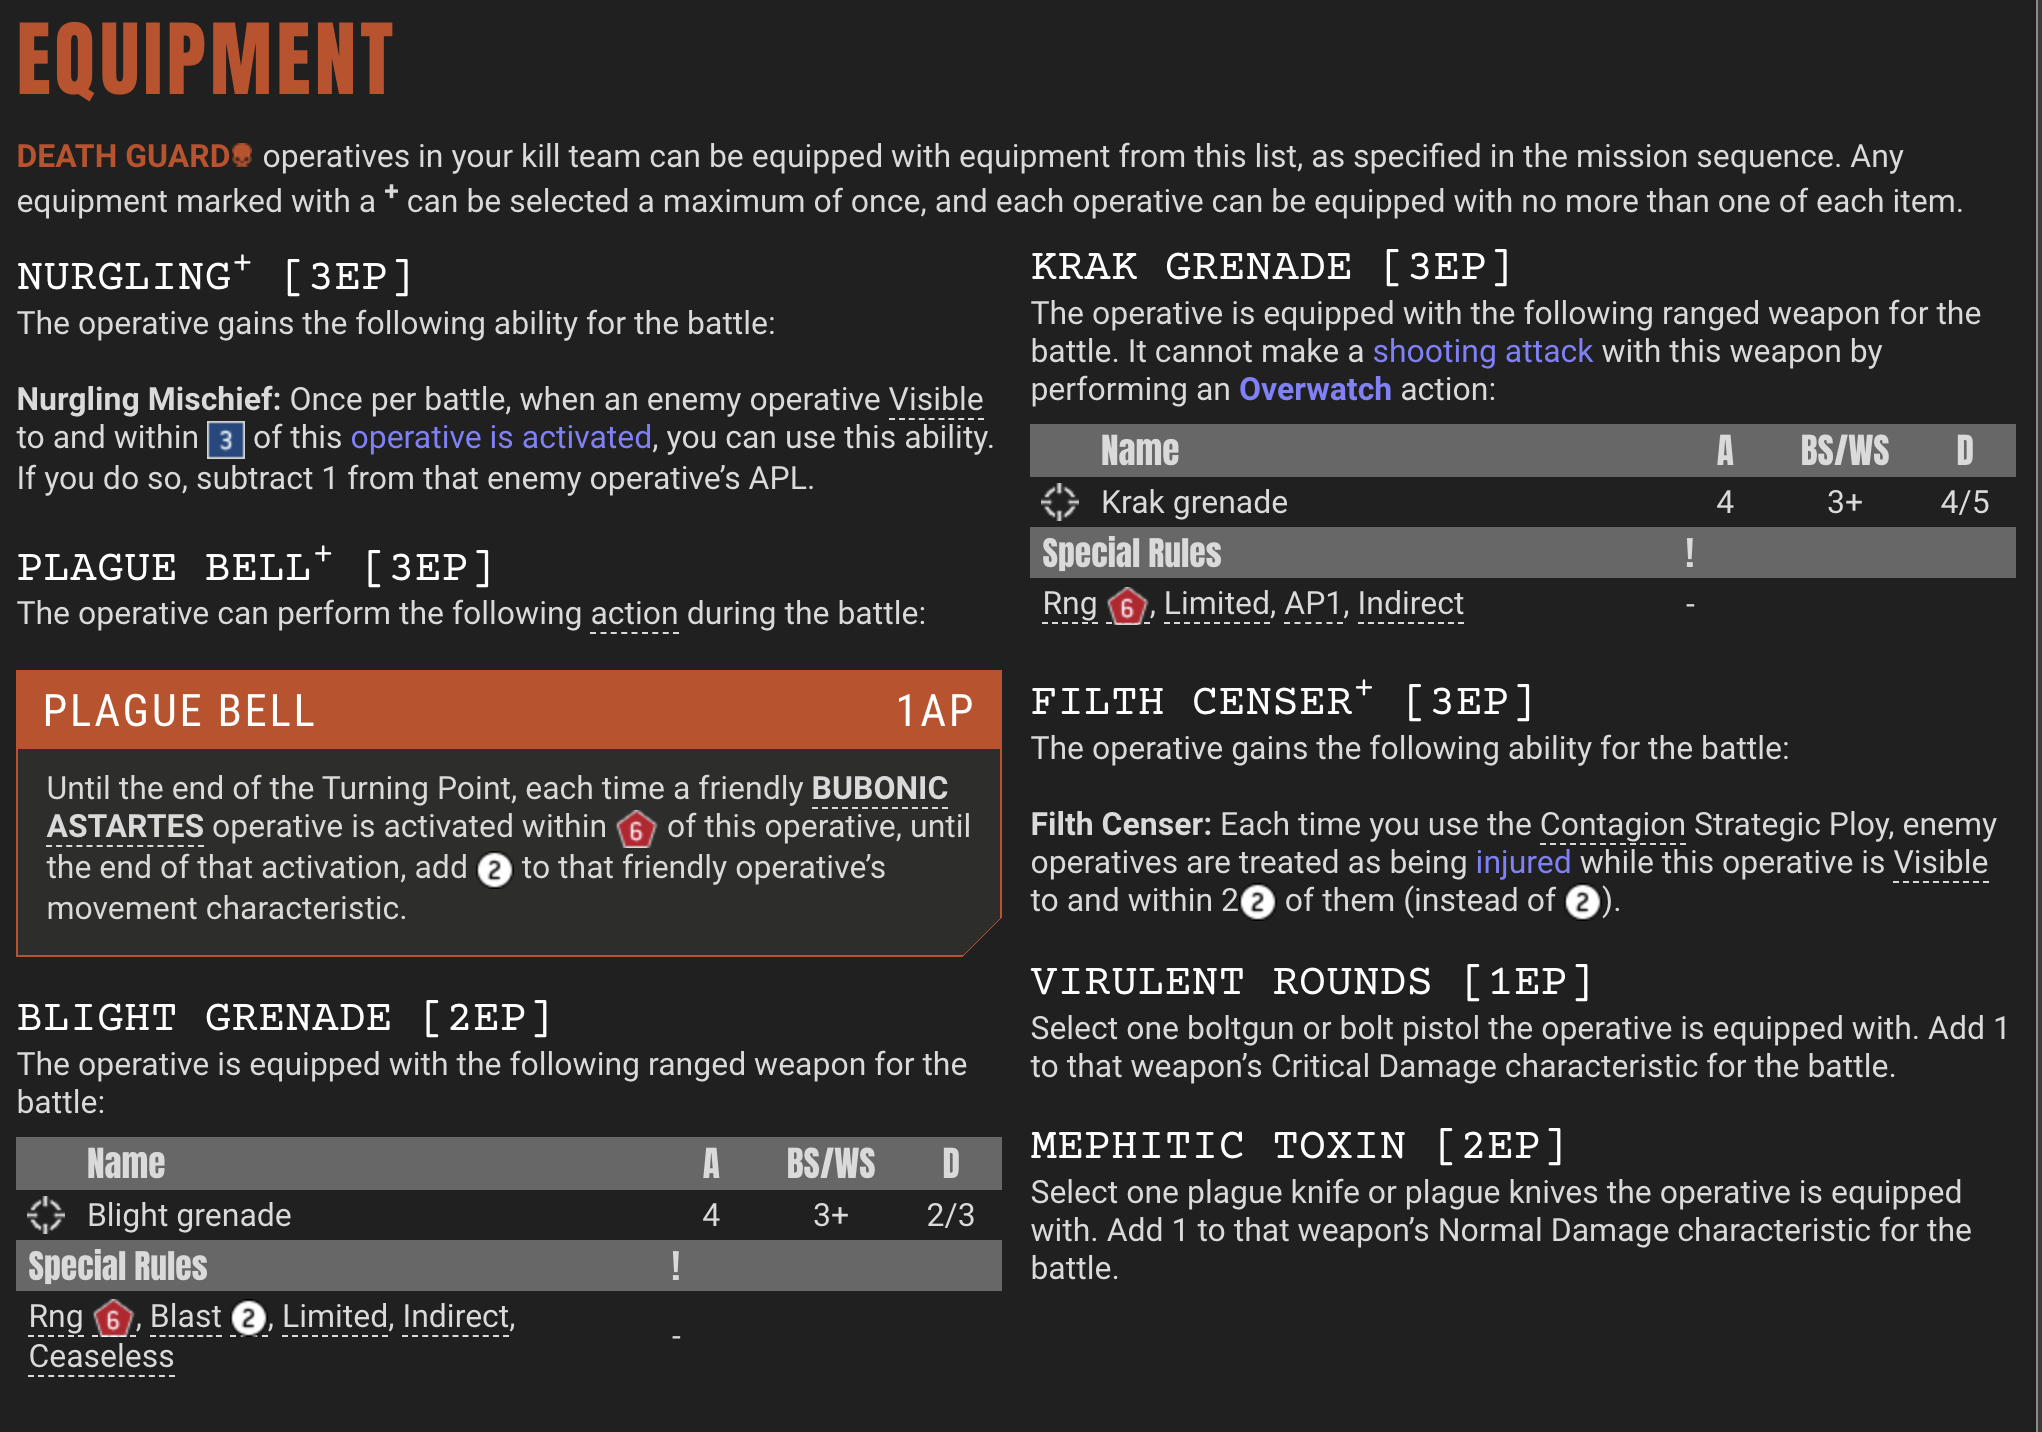 EQUIPMENT
DEATH GUARD operatives in your kill team can be equipped with equipment from this list, as specified in the mission sequence. Any
equipment marked with a + can be selected a maximum of once, and each operative can be equipped with no more than one of each item.
NURGLING+ [3EP]
The operative gains the following ability for the battle:
Nurgling Mischief: Once per battle, when an enemy operative Visible
to and within 3 of this operative is activated, you can use this ability.
If you do so, subtract 1 from that enemy operative’s APL.
PLAGUE BELL+ [3EP]
The operative can perform the following action during the battle:
PLAGUE BELL 1AP
Until the end of the Turning Point, each time a friendly BUBONIC
ASTARTES operative is activated within 6 of this operative, until
the end of that activation, add 2 to that friendly operative’s
movement characteristic.
BLIGHT GRENADE [2EP]
The operative is equipped with the following ranged weapon for the
battle:
Name A BS/WS D
Blight grenade 4 3+ 2/3
Special Rules !
Rng 6, Blast 2, Limited, Indirect,
Ceaseless
-
KRAK GRENADE [3EP]
The operative is equipped with the following ranged weapon for the
battle. It cannot make a shooting attack with this weapon by
performing an Overwatch action:
Name A BS/WS D
Krak grenade 4 3+ 4/5
Special Rules !
Rng 6, Limited, AP1, Indirect -
FILTH CENSER+ [3EP]
The operative gains the following ability for the battle:
Filth Censer: Each time you use the Contagion Strategic Ploy, enemy
operatives are treated as being injured while this operative is Visible
to and within 22 of them (instead of 2).
VIRULENT ROUNDS [1EP]
Select one boltgun or bolt pistol the operative is equipped with. Add 1
to that weapon’s Critical Damage characteristic for the battle.
MEPHITIC TOXIN [2EP]
Select one plague knife or plague knives the operative is equipped
with. Add 1 to that weapon’s Normal Damage characteristic for the
battle.